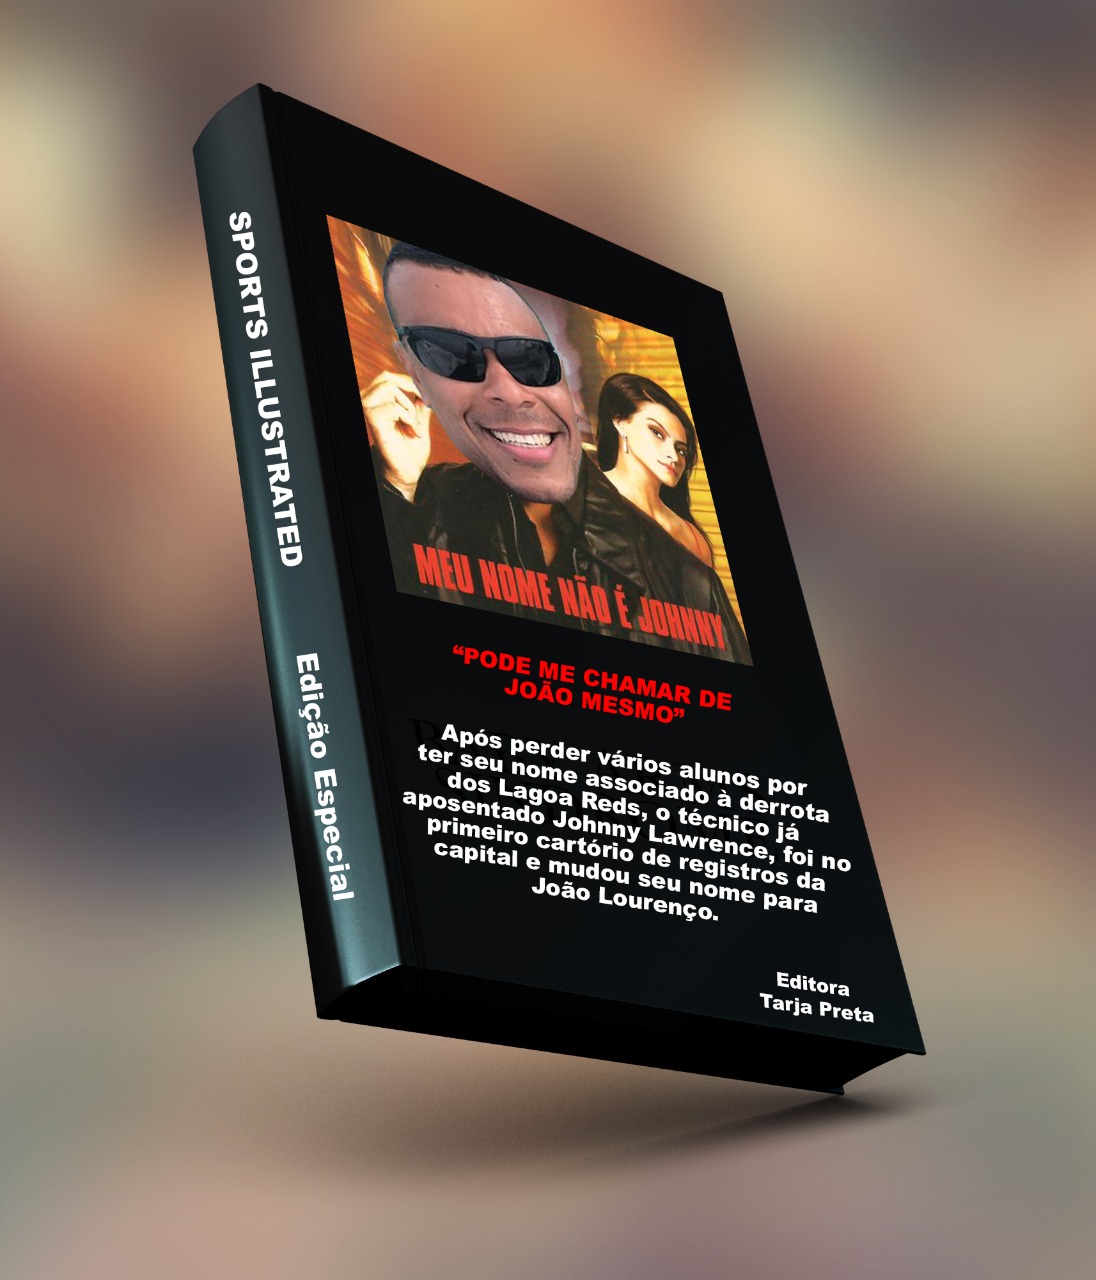 SPORTS ILLUSTRATED
Edição Especial
MEU NOME NÃO É JOHNNY
“PODE ME CHAMAR DE
JOÃO MESMO”
Após perder vários alunos por
ter seu nome associado à derrota
dos Lagoa Reds, o técnico já
aposentado Johnny Lawrence, foi no
primeiro cartório de registros da
capital e mudou seu nome para
João Lourenço.
Editora
Tarja Preta